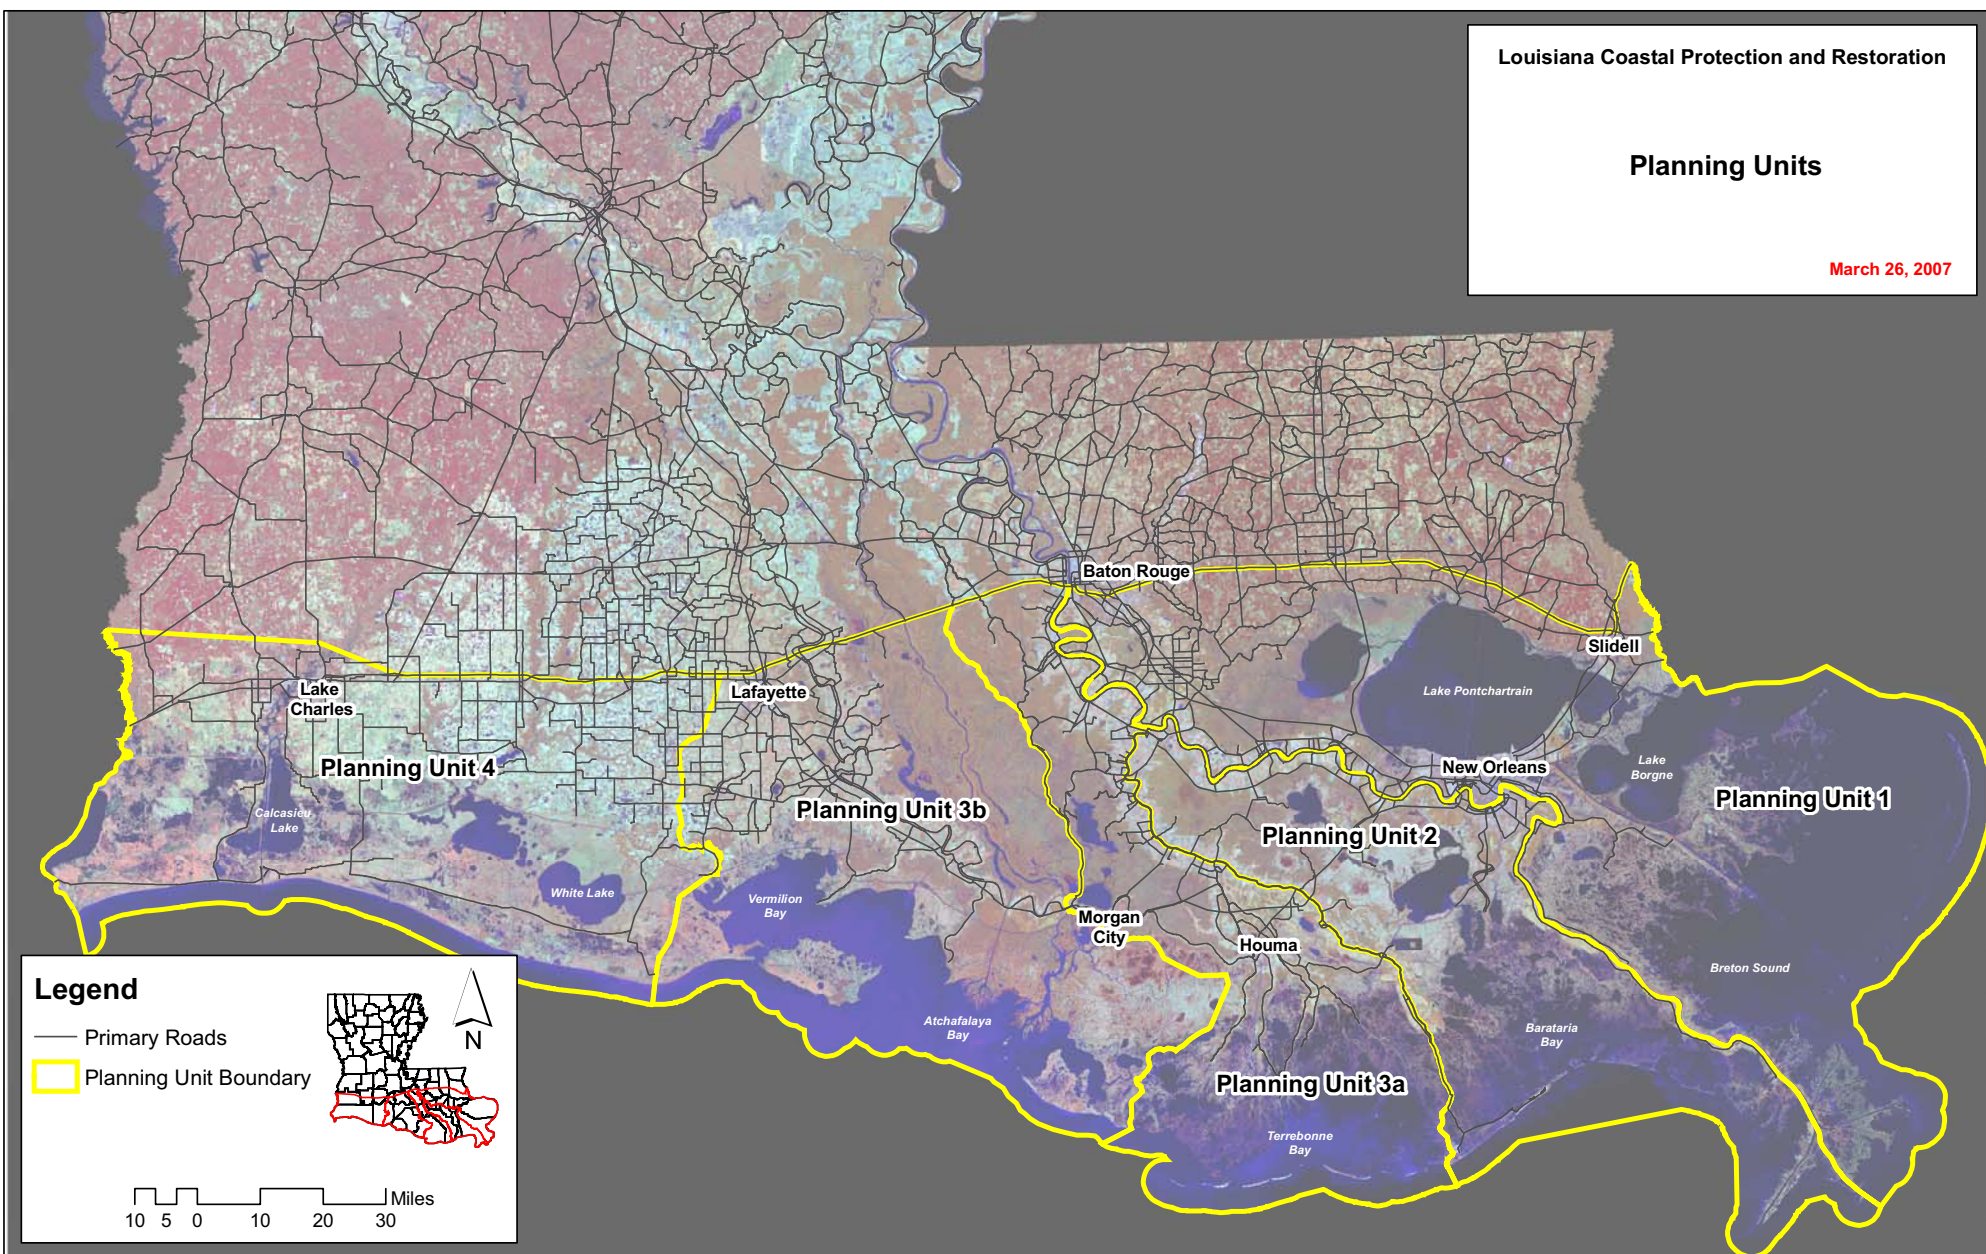 Louisiana Coastal Protection and Restoration
Planning Units
March 26, 2007
Baton Rouge
Slidell
Lake
Charles
Lafayette
Lake Pontchartrain
New Orleans
Lake
Borgne
Planning Unit 4
Planning Unit 3b
Planning Unit 2
Planning Unit 1
Calcasieu
Lake
White Lake
Vermilion
Bay
Morgan
City
Houma
Breton Sound
Atchafalaya
Bay
Barataria
Bay
Planning Unit 3a
Terrebonne
Bay
Legend
Primary Roads
Planning Unit Boundary
N
Miles
10 5 0 10 20 30